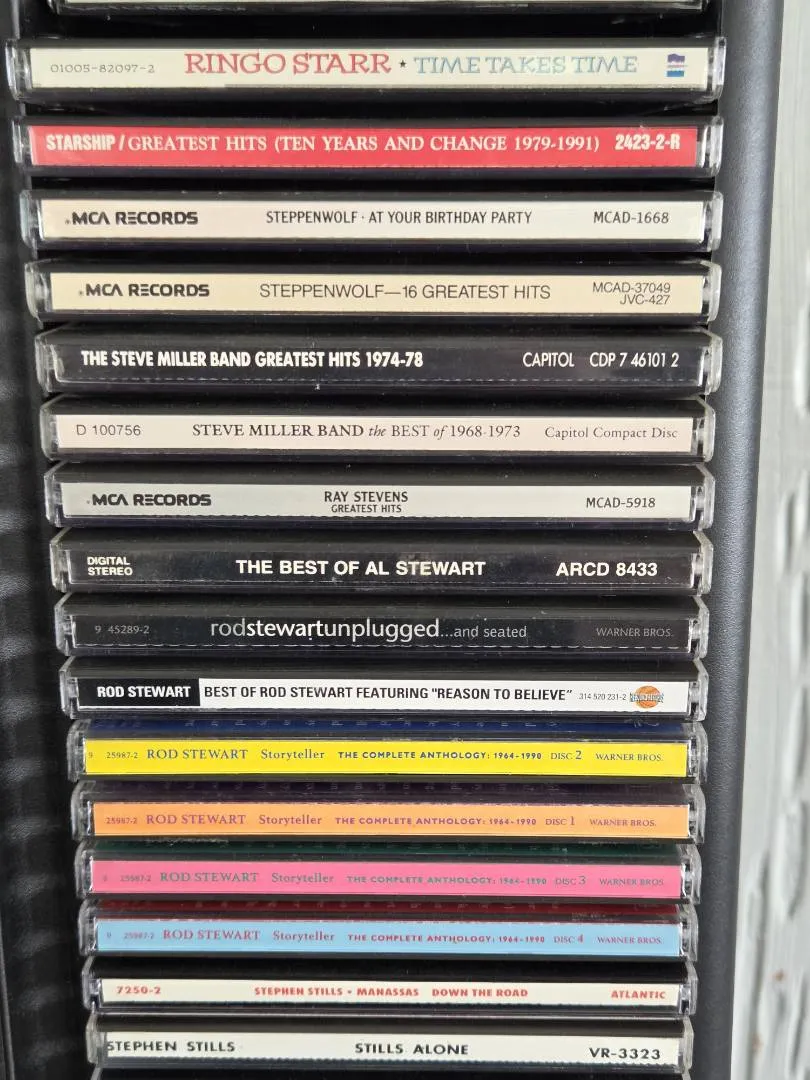 01005-82097-2 RINGO STARR ★ TIME TAKES TIME
STARSHIP / GREATEST HITS (TEN YEARS AND CHANGE 1979-1991) 2423-2-R
MCA RECORDS STEPPENWOLF · AT YOUR BIRTHDAY PARTY MCAD-1668
MCA RECORDS STEPPENWOLF—16 GREATEST HITS MCAD-37049
JVC-427
THE STEVE MILLER BAND GREATEST HITS 1974-78 CAPITOL CDP 7 46101 2
D 100756 STEVE MILLER BAND the BEST of 1968-1973 Capitol Compact Disc
MCA RECORDS RAY STEVENS MCAD-5918
GREATEST HITS
DIGITAL
STEREO THE BEST OF AL STEWART ARCD 8433
9 45289-2 rodstewartunplugged...and seated WARNER BROS.
ROD STEWART BEST OF ROD STEWART FEATURING "REASON TO BELIEVE" 314 520 231-2
9 25987-2 ROD STEWART Storyteller THE COMPLETE ANTHOLOGY: 1964-1990 DISC 2 WARNER BROS.
25987-2 ROD STEWART Storyteller THE COMPLETE ANTHOLOGY: 1964-1990 DISC 1 WARNER BROS.
9 25987-2 ROD STEWART Storyteller THE COMPLETE ANTHOLOGY: 1964-1990 DISC 3 WARNER BROS.
9 25987-2 ROD STEWART Storyteller THE COMPLETE ANTHOLOGY: 1964-1990 DISC 4 WARNER BROS.
7250-2 STEPHEN STILLS • MANASSAS DOWN THE ROAD ATLANTIC
STEPHEN STILLS STILLS ALONE VR-3323